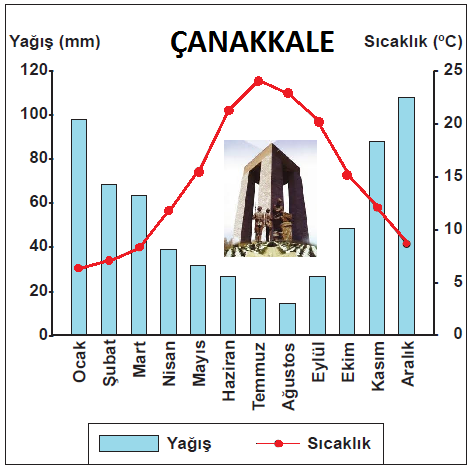 ÇANAKKALE
Yağış (mm)
Sıcaklık (ºC)
120
100
80
60
40
20
0
25
20
15
10
5
0
Ocak
Şubat
Mart
Nisan
Mayıs
Haziran
Temmuz
Ağustos
Eylül
Ekim
Kasım
Aralık
Yağış
Sıcaklık